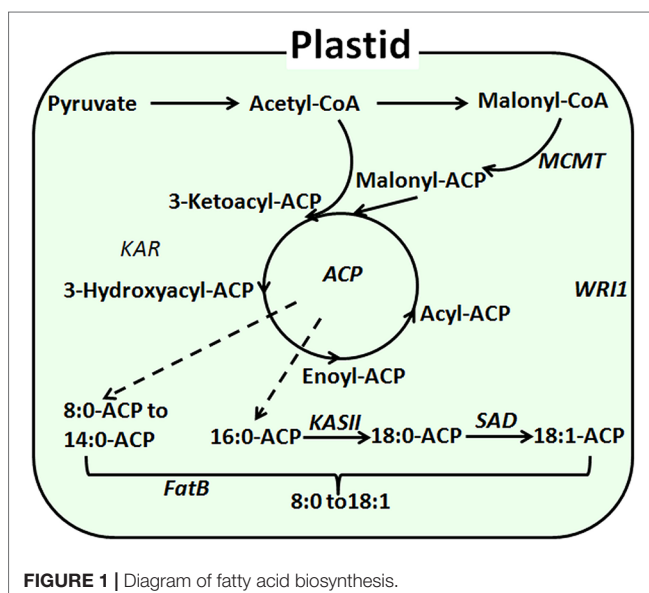 Plastid
Pyruvate Acetyl-CoA Malonyl-CoA
MCMT
Malonyl-ACP
3-Ketoacyl-ACP
KAR
ACP
3-Hydroxyacyl-ACP
WRI1
Acyl-ACP
Enoyl-ACP
8:0-ACP to
14:0-ACP
16:0-ACP KASII 18:0-ACP SAD 18:1-ACP
FatB
8:0 to18:1
FIGURE 1 | Diagram of fatty acid biosynthesis.